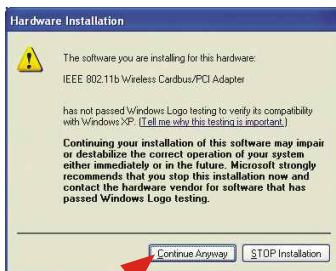 Hardware Installation
The software you are installing for this hardware:
IEEE 802.11b Wireless Cardbus/PCI Adapter
has not passed Windows Logo testing to verify its compatibility
with Windows XP. (Tell me why this testing is important.)
Continuing your installation of this software may impair
or destabilize the correct operation of your system
either immediately or in the future. Microsoft strongly
recommends that you stop this installation now and
contact the hardware vendor for software that has
passed Windows Logo testing.
Continue Anyway STOP Installation